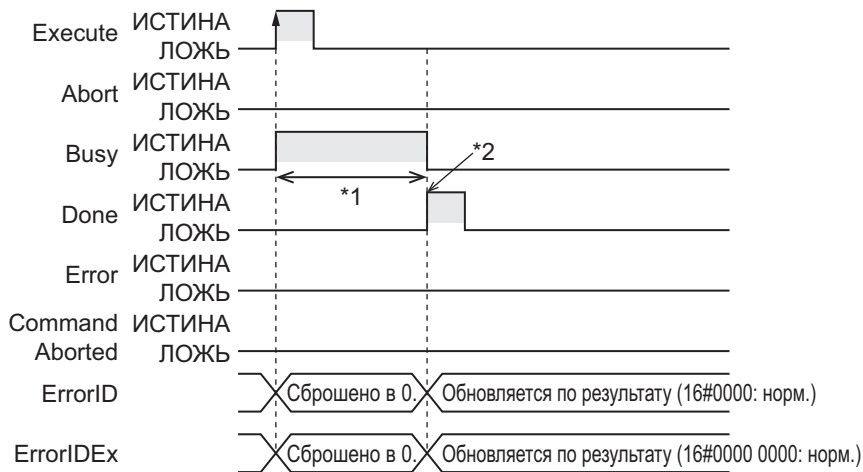 Execute ИСТИНА
ЛОЖЬ
Abort ИСТИНА
ЛОЖЬ
Busy ИСТИНА
ЛОЖЬ
*1
*2
Done ИСТИНА
ЛОЖЬ
Error ИСТИНА
ЛОЖЬ
Command Aborted ИСТИНА
ЛОЖЬ
ErrorID Сброшено в 0. Обновляется по результату (16#0000: норм.)
ErrorIDEx Сброшено в 0. Обновляется по результату (16#0000 0000: норм.)